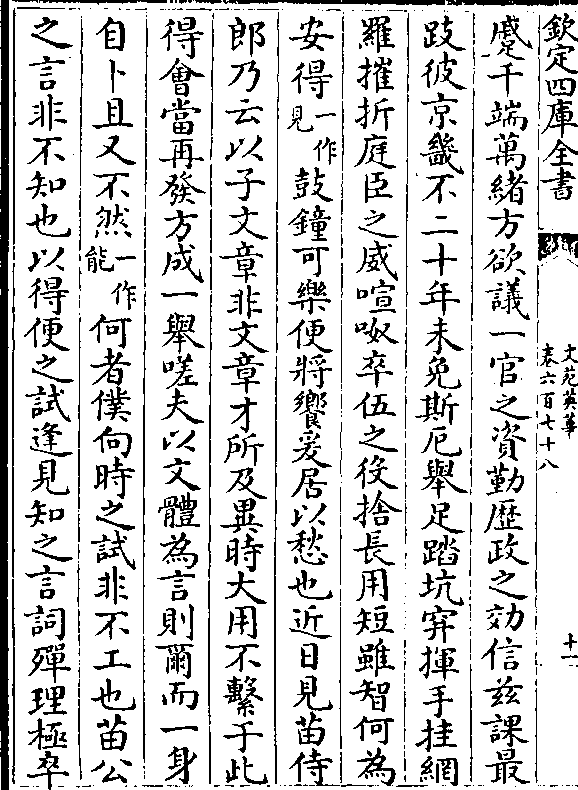 欽定四庫全書
文苑英華
卷六百七十八
十一
蹙千端萬緒方欲議一官之資勤歷政之効信兹課最
跂彼京畿不二十年未免斯厄舉足踏坑穽揮手挂網
羅摧折庭臣之威喧呶卒伍之役捨長用短雖智何為
安得一作見鼓鐘可樂便將饗爰居以愁也近日見苗侍
郎乃云以子文章非文章才所及異時大用不繫于此
得會當再發方成一舉嗟夫以文體為言則爾而一身
自卜且又不然一作能何者僕向時之試非不工也苗公
之言非不知也以得便之試逢見知之言詞殫理極卒